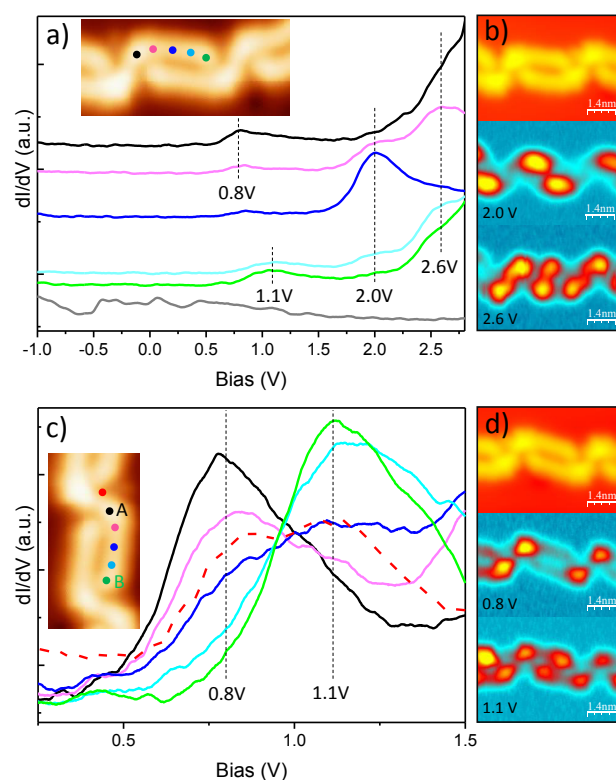 a)
dI/dV (a.u.)
0.8V
1.1V
2.0V
2.6V
-1.0 -0.5 0.0 0.5 1.0 1.5 2.0 2.5
Bias (V)
b)
1.4nm
2.0 V
1.4nm
2.6 V
1.4nm
c)
A
B
dI/dV (a.u.)
0.8V
1.1V
0.5 1.0 1.5
Bias (V)
d)
1.4nm
0.8 V
1.4nm
1.1 V
1.4nm